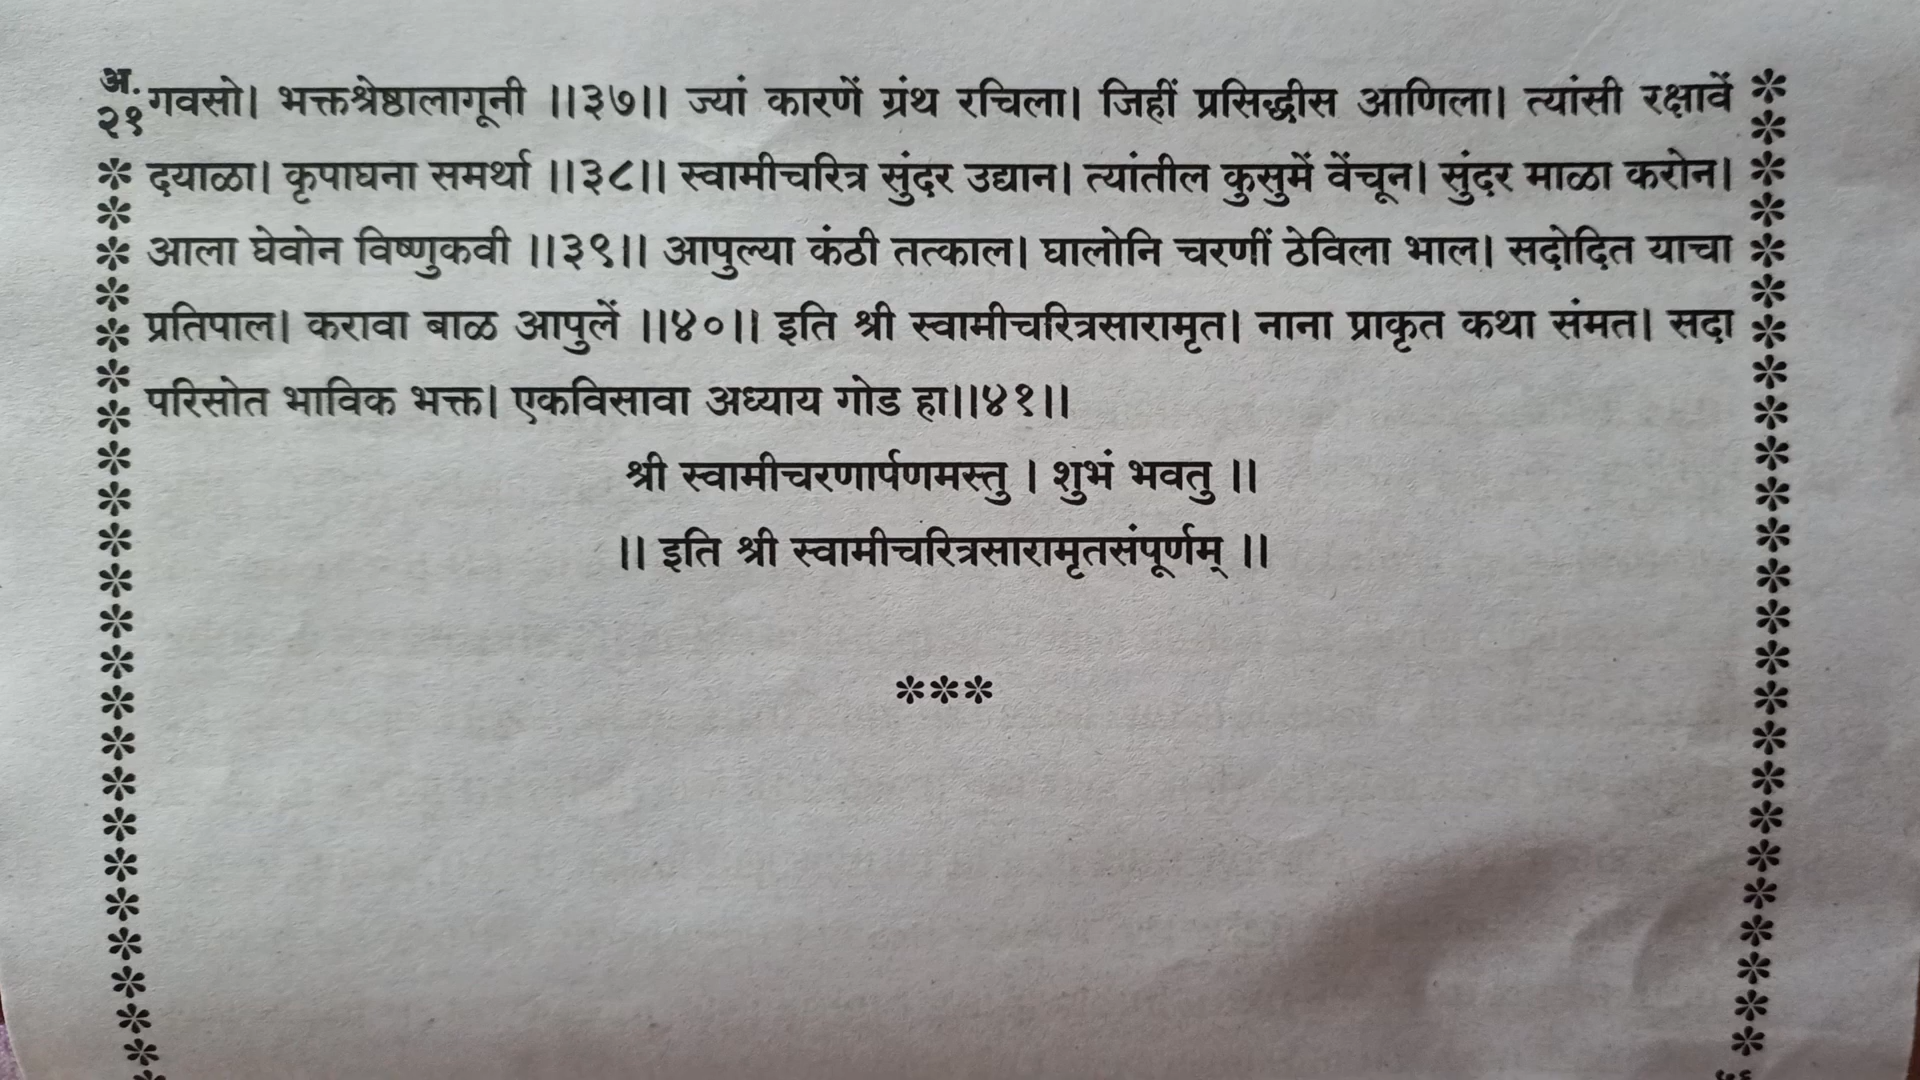 अ.
२१
गवसो। भक्तश्रेष्ठालागूनी ॥३७॥ ज्यां कारणें ग्रंथ रचिला। जिहीं प्रसिद्धीस आणिला। त्यांसी रक्षावें
दयाळा। कृपाघना समर्था ॥३८॥ स्वामीचरित्र सुंदर उद्यान। त्यांतील कुसुमें वेंचून। सुंदर माळा करोन।
आला घेवोन विष्णुकवी ॥३९॥ आपुल्या कंठी तत्काल। घालोनि चरणीं ठेविला भाल। सदोदित याचा
प्रतिपाल। करावा बाळ आपुलें ॥४०॥ इति श्री स्वामीचरित्रसारामृत। नाना प्राकृत कथा संमत। सदा
परिसोत भाविक भक्त। एकविसावा अध्याय गोड हा॥४१॥
श्री स्वामीचरणार्पणमस्तु । शुभं भवतु ॥
॥ इति श्री स्वामीचरित्रसारामृतसंपूर्णम् ॥